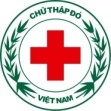 CHỮ THẬP ĐỎ
VIỆT NAM